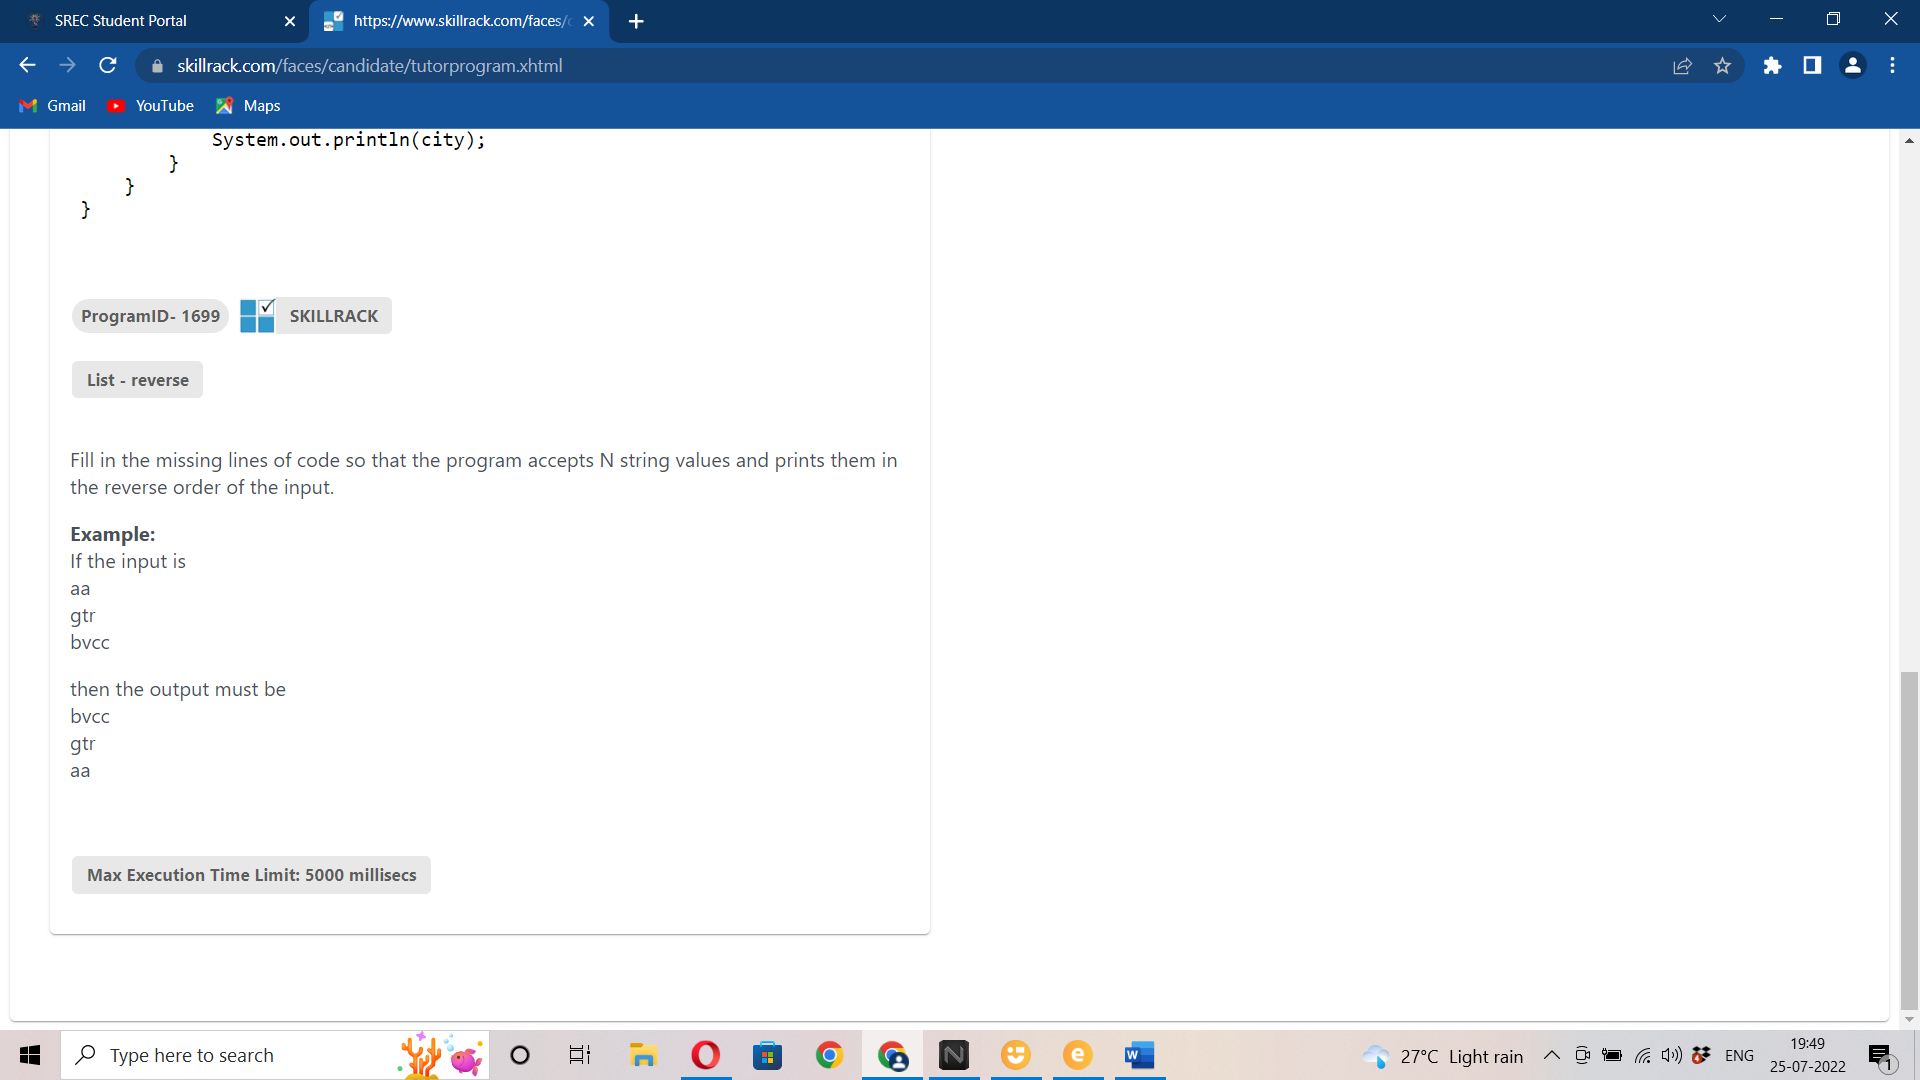 SREC Student Portal
https://www.skillrack.com/faces/
skillrack.com/faces/candidate/tutorprogram.xhtml
Gmail
YouTube
Maps
System.out.println(city);
}
}
}
ProgramID- 1699
SKILLRACK
List - reverse
Fill in the missing lines of code so that the program accepts N string values and prints them in
the reverse order of the input.
Example:
If the input is
aa
gtr
bvcc
then the output must be
bvcc
gtr
aa
Max Execution Time Limit: 5000 millisecs
Type here to search
27°C Light rain
ENG
19:49
25-07-2022
1